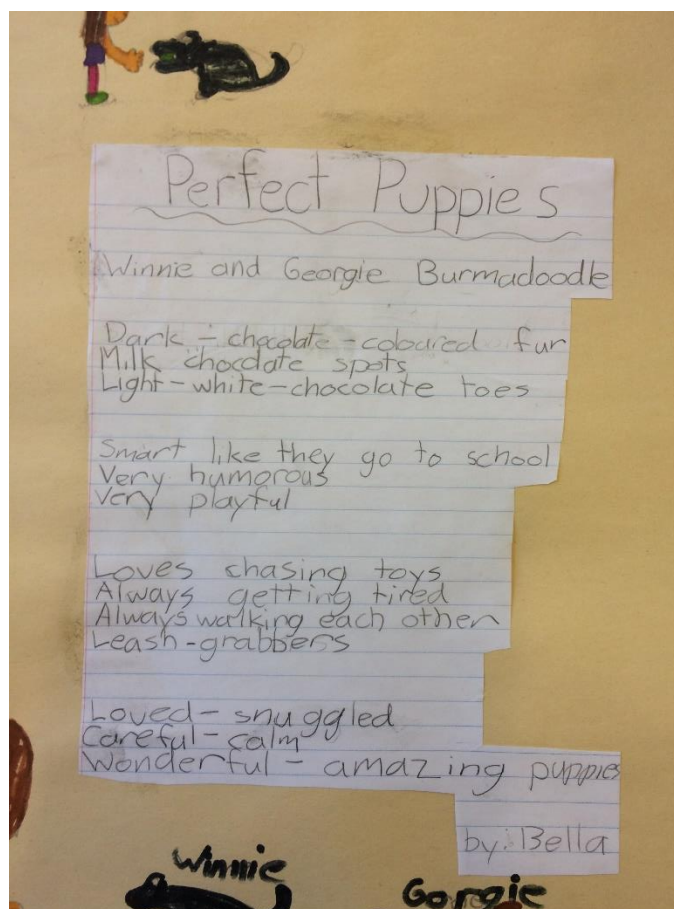 Perfect Puppies
Winnie and Georgie Burmadoodle
Dark - chocolate - coloured fur
Milk chocolate spots
Light - white - chocolate toes
Smart like they go to school
Very humorous
Very playful
Loves chasing toys
Always getting tired
Always walking each other
Leash - grabbers
Loved - snuggled
Careful - calm
Wonderful - amazing puppies
by: Bella
Winnie
Gorgie